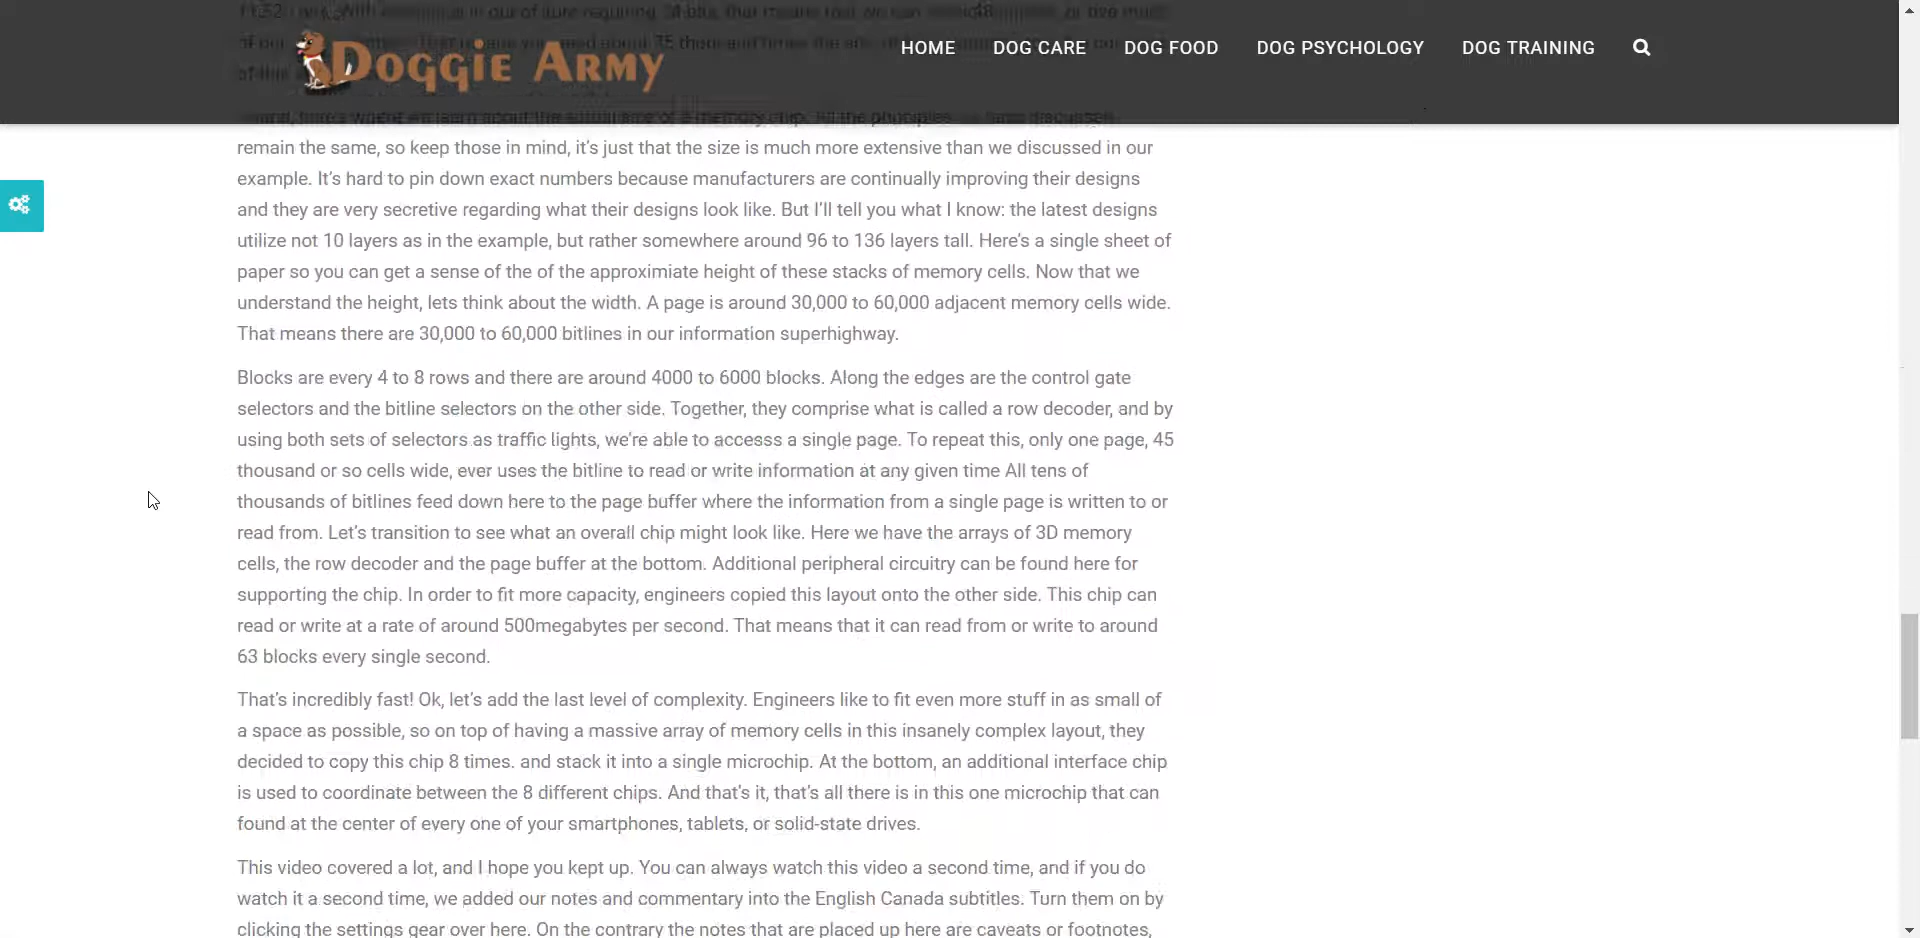 Doggie Army
HOME DOG CARE DOG FOOD DOG PSYCHOLOGY DOG TRAINING
remain the same, so keep those in mind, it’s just that the size is much more extensive than we discussed in our
example. It’s hard to pin down exact numbers because manufacturers are continually improving their designs
and they are very secretive regarding what their designs look like. But I’ll tell you what I know: the latest designs
utilize not 10 layers as in the example, but rather somewhere around 96 to 136 layers tall. Here’s a single sheet of
paper so you can get a sense of the of the approximiate height of these stacks of memory cells. Now that we
understand the height, lets think about the width. A page is around 30,000 to 60,000 adjacent memory cells wide.
That means there are 30,000 to 60,000 bitlines in our information superhighway.
Blocks are every 4 to 8 rows and there are around 4000 to 6000 blocks. Along the edges are the control gate
selectors and the bitline selectors on the other side. Together, they comprise what is called a row decoder, and by
using both sets of selectors as traffic lights, we’re able to accesss a single page. To repeat this, only one page, 45
thousand or so cells wide, ever uses the bitline to read or write information at any given time All tens of
thousands of bitlines feed down here to the page buffer where the information from a single page is written to or
read from. Let’s transition to see what an overall chip might look like. Here we have the arrays of 3D memory
cells, the row decoder and the page buffer at the bottom. Additional peripheral circuitry can be found here for
supporting the chip. In order to fit more capacity, engineers copied this layout onto the other side. This chip can
read or write at a rate of around 500megabytes per second. That means that it can read from or write to around
63 blocks every single second.
That’s incredibly fast! Ok, let’s add the last level of complexity. Engineers like to fit even more stuff in as small of
a space as possible, so on top of having a massive array of memory cells in this insanely complex layout, they
decided to copy this chip 8 times. and stack it into a single microchip. At the bottom, an additional interface chip
is used to coordinate between the 8 different chips. And that’s it, that’s all there is in this one microchip that can
found at the center of every one of your smartphones, tablets, or solid-state drives.
This video covered a lot, and I hope you kept up. You can always watch this video a second time, and if you do
watch it a second time, we added our notes and commentary into the English Canada subtitles. Turn them on by
clicking the settings gear over here. On the contrary the notes that are placed up here are caveats or footnotes,